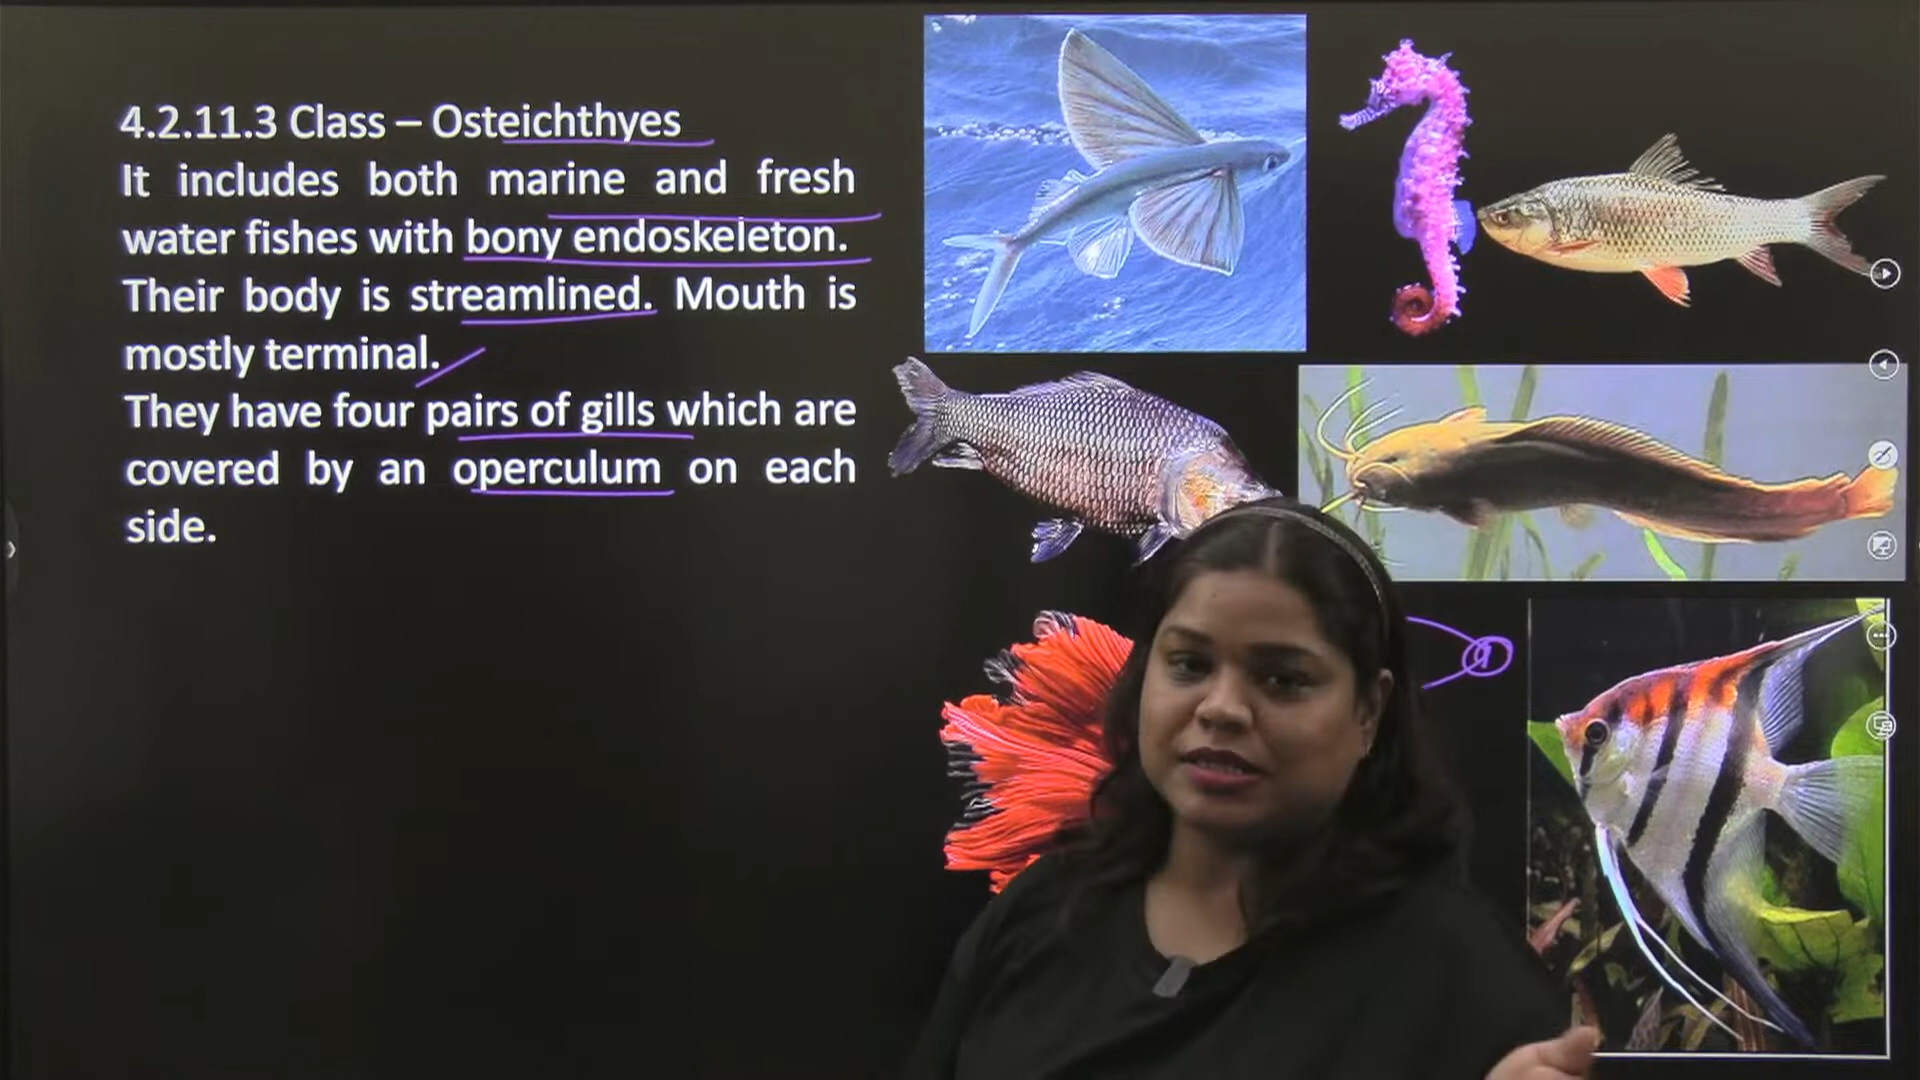 4.2.11.3 Class – Osteichthyes
It includes both marine and fresh
water fishes with bony endoskeleton.
Their body is streamlined. Mouth is
mostly terminal.
They have four pairs of gills which are
covered by an operculum on each
side.